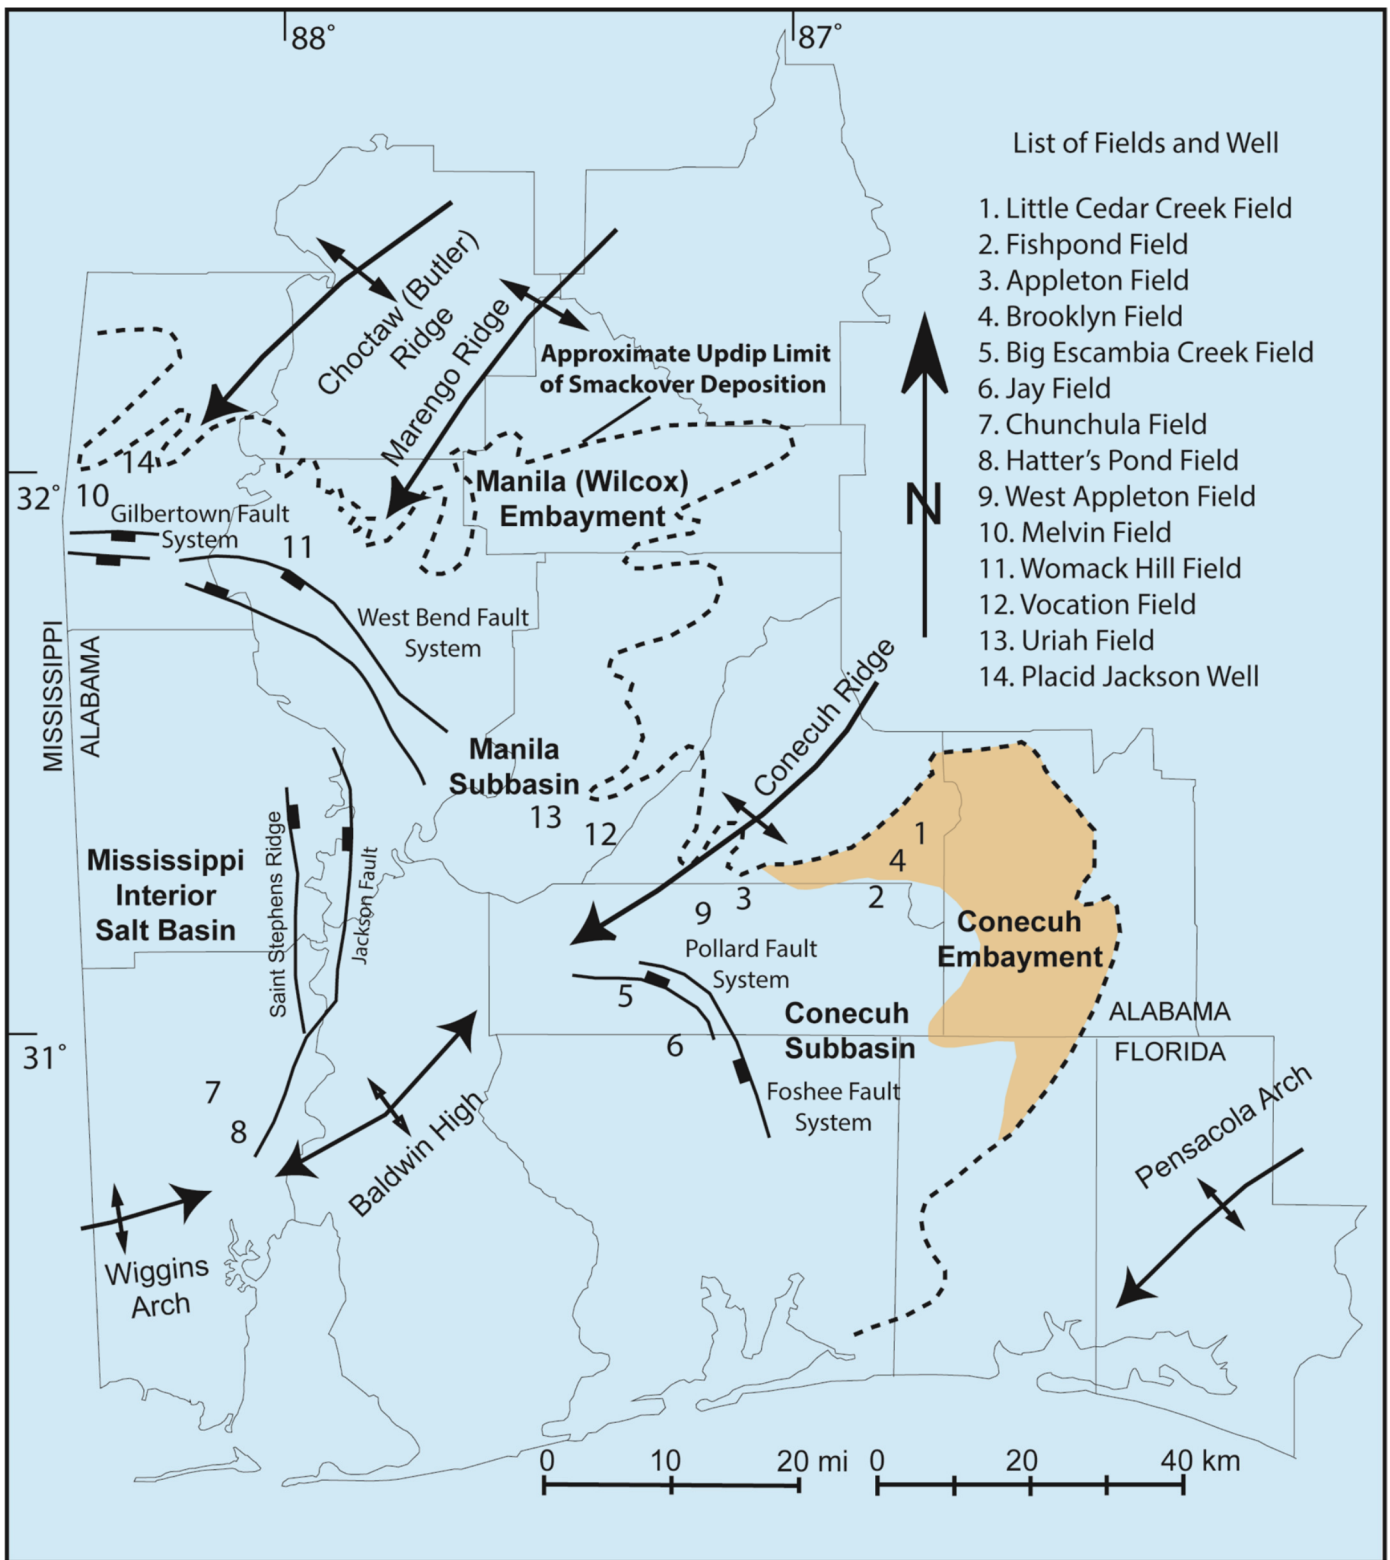 88°
87°
List of Fields and Well
1. Little Cedar Creek Field
2. Fishpond Field
3. Appleton Field
4. Brooklyn Field
5. Big Escambia Creek Field
6. Jay Field
7. Chunchula Field
8. Hatter's Pond Field
9. West Appleton Field
10. Melvin Field
11. Womack Hill Field
12. Vocation Field
13. Uriah Field
14. Placid Jackson Well
N
Choctaw (Butler)
Ridge
Marengo Ridge
Approximate Updip Limit
of Smackover Deposition
14
32°
10
Manila (Wilcox)
Embayment
Gilbertown Fault
System
11
West Bend Fault
System
MISSISSIPPI
ALABAMA
Conecuh Ridge
Manila
Subbasin
13
12
1
4
Mississippi
Interior
Salt Basin
Saint Stephens Ridge
Jackson Fault
9
3
2
Conecuh
Embayment
Pollard Fault
System
5
6
Conecuh
Subbasin
ALABAMA
FLORIDA
31°
7
8
Foshee Fault
System
Baldwin High
Pensacola Arch
Wiggins
Arch
0 10 20 mi
0 20 40 km